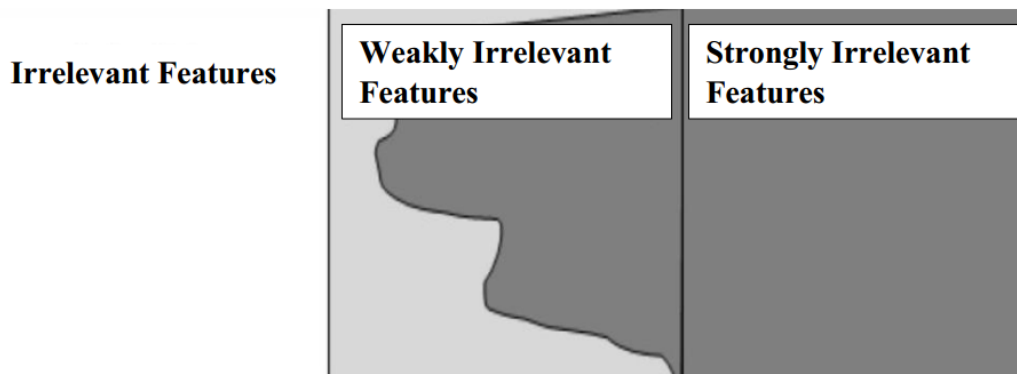 Irrelevant Features
Weakly Irrelevant
Features
Strongly Irrelevant
Features